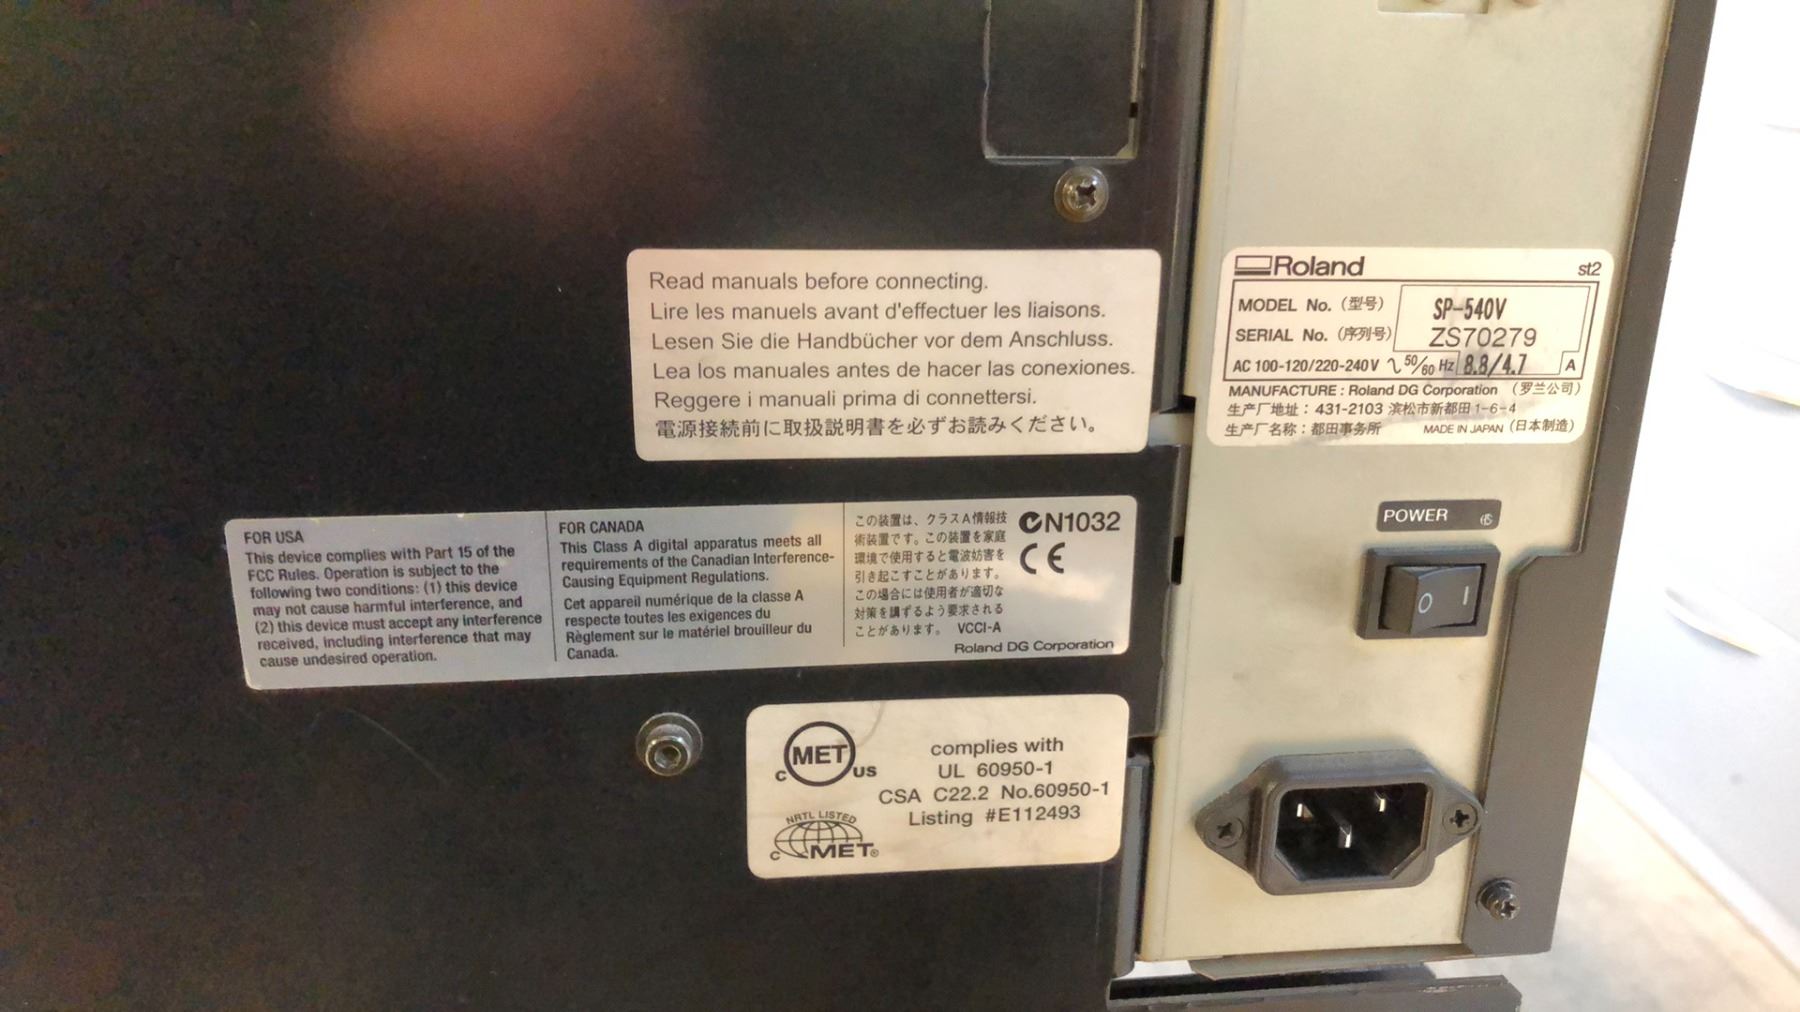 Read manuals before connecting.
Lire les manuels avant d'effectuer les liaisons.
Lesen Sie die Handbücher vor dem Anschluss.
Lea los manuales antes de hacer las conexiones.
Reggere i manuali prima di connettersi.
電源接続前に取扱説明書を必ずお読みください。
Roland st2
MODEL No. (型号) SP-540V
SERIAL No. (序列号) ZS70279
AC 100-120/220-240V 50/60 Hz 8.8/4.7 A
MANUFACTURE : Roland DG Corporation (罗兰公司)
生产厂地址 : 431-2103 滨松市新都田 1-6-4
生产厂名称 : 都田事务所 MADE IN JAPAN (日本制造)
FOR USA
This device complies with Part 15 of the
FCC Rules. Operation is subject to the
following two conditions: (1) this device
may not cause harmful interference, and
(2) this device must accept any interference
received, including interference that may
cause undesired operation.
FOR CANADA
This Class A digital apparatus meets all
requirements of the Canadian Interference-
Causing Equipment Regulations.
Cet appareil numérique de la classe A
respecte toutes les exigences du
Règlement sur le matériel brouilleur du
Canada.
この装置は、クラスA情報技
術装置です。この装置を家庭
環境で使用すると電波妨害を
引き起こすことがあります。
この場合には使用者が適切な
対策を講ずるよう要求される
ことがあります。 VCCI-A
N1032
CE
Roland DG Corporation
POWER
O I
c MET US
complies with
UL 60950-1
CSA C22.2 No.60950-1
Listing #E112493
NRTL LISTED
c MET®